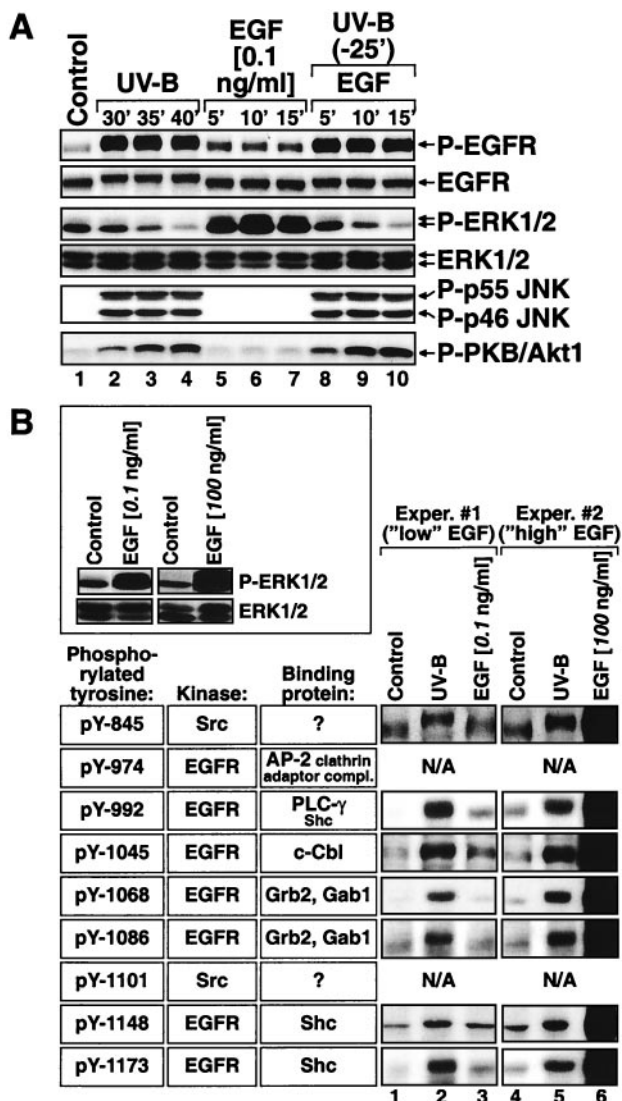 A
Control
UV-B
EGF
[0.1
ng/ml]
UV-B
(-25')
EGF
30' 35' 40' 5' 10' 15' 5' 10' 15'
P-EGFR
EGFR
P-ERK1/2
ERK1/2
P-p55 JNK
P-p46 JNK
P-PKB/Akt1
1 2 3 4 5 6 7 8 9 10
B
Control
EGF [0.1 ng/ml]
Control
EGF [100 ng/ml]
P-ERK1/2
ERK1/2
Exper. #1
("low" EGF)
Exper. #2
("high" EGF)
Control
UV-B
EGF [0.1 ng/ml]
Control
UV-B
EGF [100 ng/ml]
Phospho-
rylated
tyrosine:
Kinase:
Binding
protein:
pY-845 Src ?
pY-974 EGFR AP-2 clathrin
adaptor compl.
N/A N/A
pY-992 EGFR PLC-γ
Shc
pY-1045 EGFR c-Cbl
pY-1068 EGFR Grb2, Gab1
pY-1086 EGFR Grb2, Gab1
pY-1101 Src ? N/A N/A
pY-1148 EGFR Shc
pY-1173 EGFR Shc
1 2 3 4 5 6